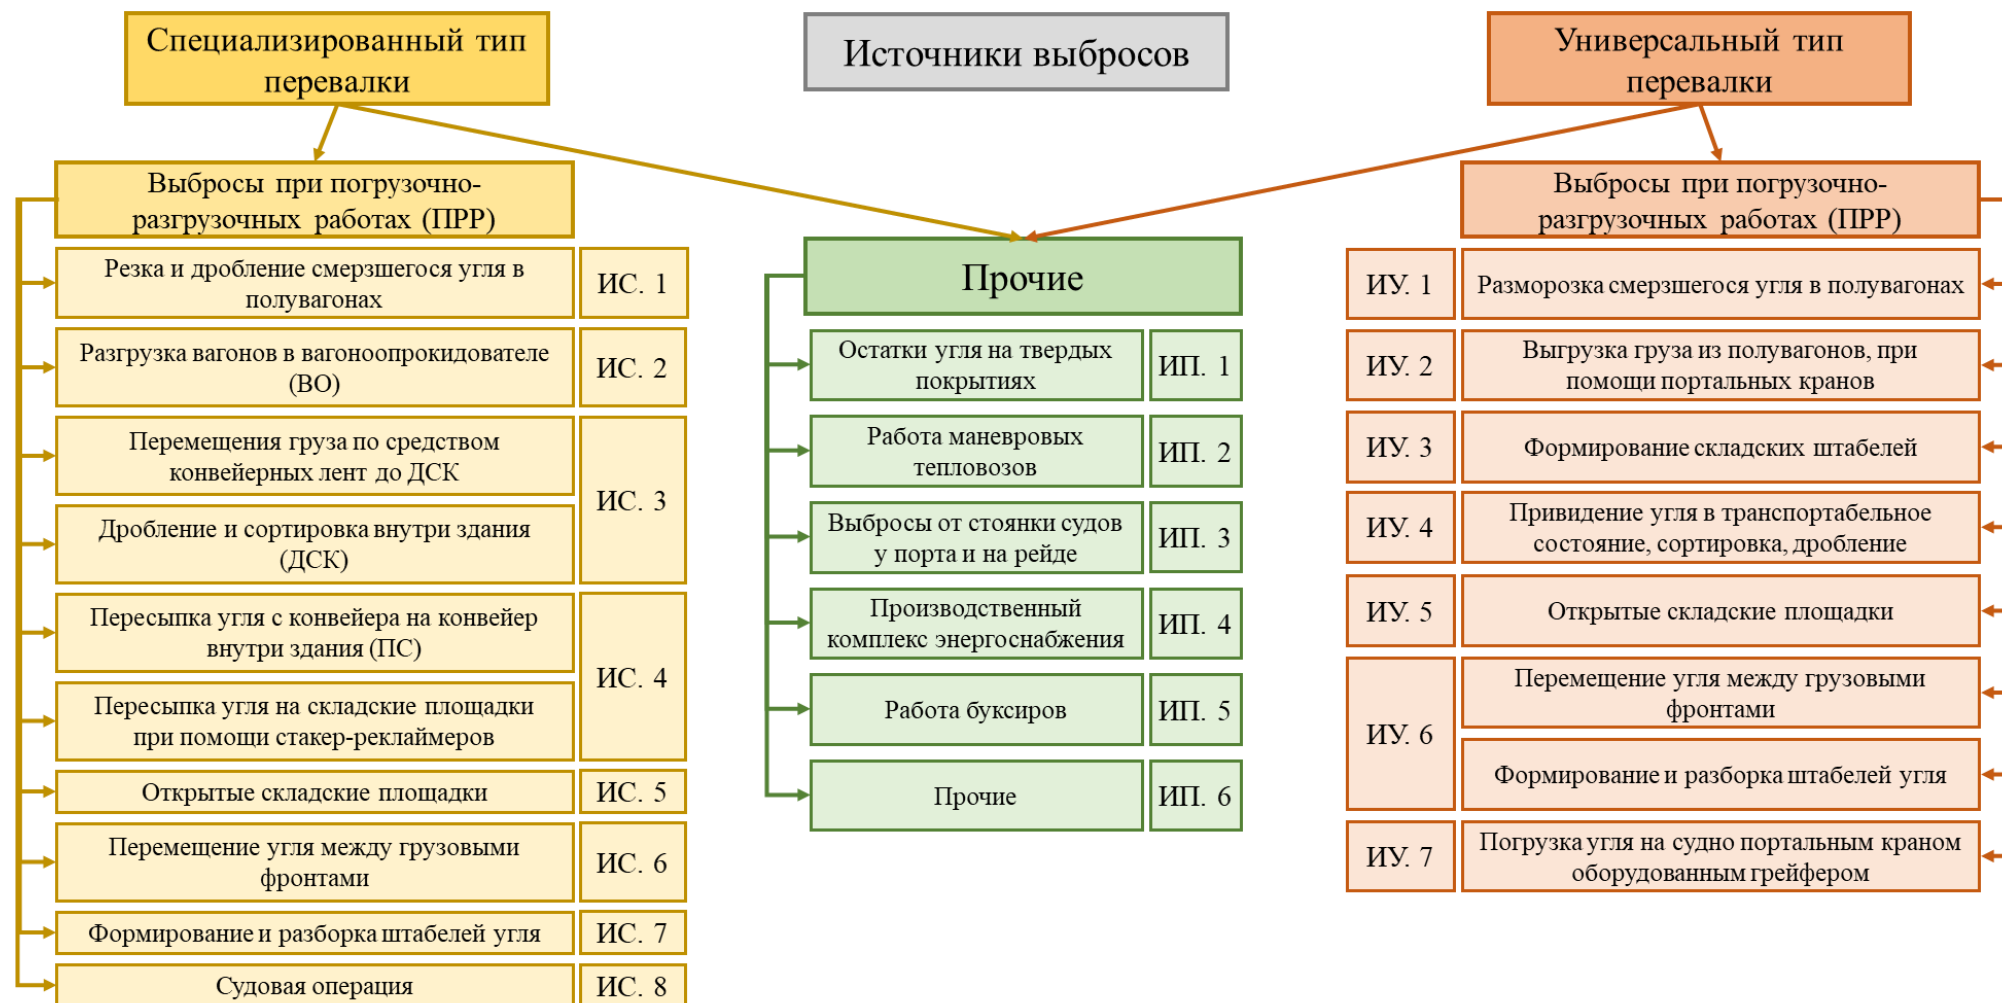 Специализированный тип
перевалки
Источники выбросов
Универсальный тип
перевалки
Выбросы при погрузочно-
разгрузочных работах (ПРР)
Резка и дробление смерзшегося угля в
полувагонах
ИС. 1
Разгрузка вагонов в вагоноопрокидователе
(ВО)
ИС. 2
Перемещения груза по средством
конвейерных лент до ДСК
Дробление и сортировка внутри здания
(ДСК)
ИС. 3
Пересыпка угля с конвейера на конвейер
внутри здания (ПС)
Пересыпка угля на складские площадки
при помощи стакер-реклаймеров
ИС. 4
Открытые складские площадки
ИС. 5
Перемещение угля между грузовыми
фронтами
ИС. 6
Формирование и разборка штабелей угля
ИС. 7
Судовая операция
ИС. 8
Прочие
Остатки угля на твердых
покрытиях
ИП. 1
Работа маневровых
тепловозов
ИП. 2
Выбросы от стоянки судов
у порта и на рейде
ИП. 3
Производственный
комплекс энергоснабжения
ИП. 4
Работа буксиров
ИП. 5
Прочие
ИП. 6
Выбросы при погрузочно-
разгрузочных работах (ПРР)
ИУ. 1
Разморозка смерзшегося угля в полувагонах
ИУ. 2
Выгрузка груза из полувагонов, при
помощи портальных кранов
ИУ. 3
Формирование складских штабелей
ИУ. 4
Привидение угля в транспортабельное
состояние, сортировка, дробление
ИУ. 5
Открытые складские площадки
ИУ. 6
Перемещение угля между грузовыми
фронтами
Формирование и разборка штабелей угля
ИУ. 7
Погрузка угля на судно портальным краном
оборудованным грейфером